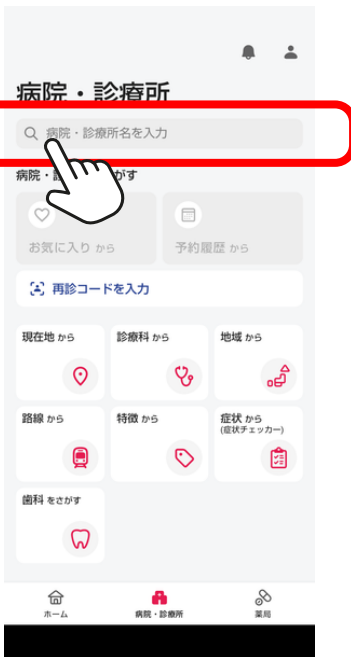 病院・診療所
病院・診療所名を入力
病院・診 がす
お気に入り から
予約履歴 から
再診コードを入力
現在地 から
診療科 から
地域 から
路線 から
特徴 から
症状 から
(症状チェッカー)
歯科 をさがす
ホーム
病院・診療所
薬局